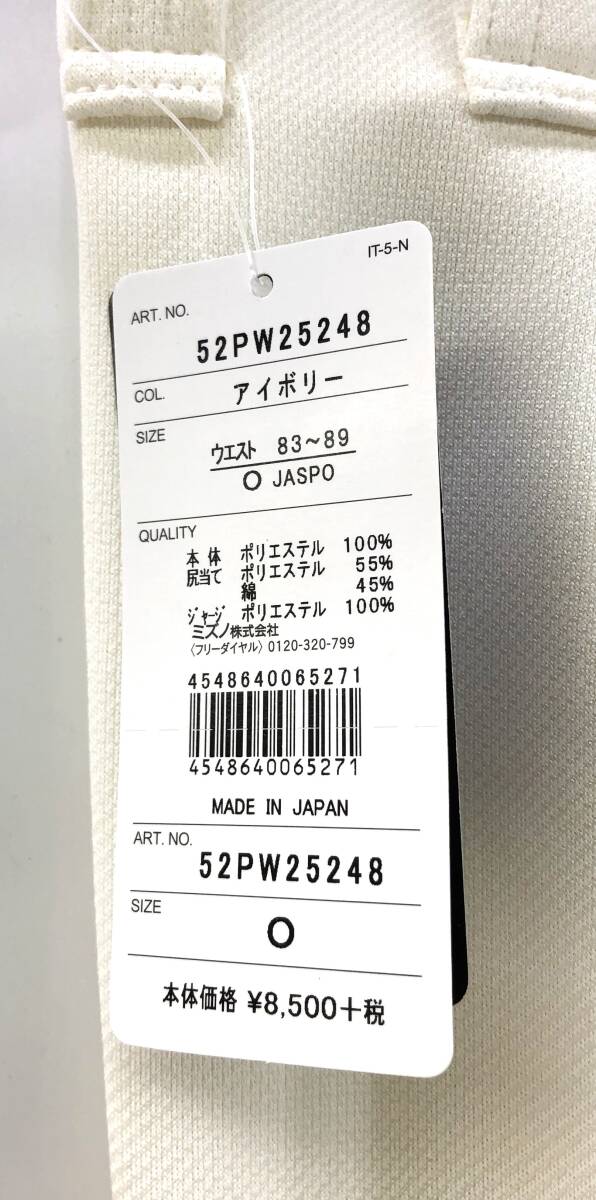 IT-5-N
ART. NO.
52PW25248
COL. アイボリー
SIZE
ウエスト 83~89
O JASPO
QUALITY
本体 ポリエステル 100%
尻当て ポリエステル 55%
綿 45%
ジャージ ポリエステル 100%
ミズノ株式会社
〈フリーダイヤル〉0120-320-799
4548640065271
4548640065271
MADE IN JAPAN
ART. NO.
52PW25248
SIZE
O
本体価格 ¥8,500+税